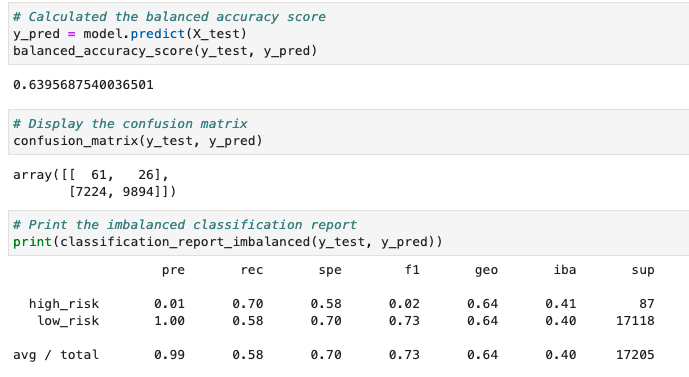 # Calculated the balanced accuracy score
y_pred = model.predict(X_test)
balanced_accuracy_score(y_test, y_pred)
0.6395687540036501
# Display the confusion matrix
confusion_matrix(y_test, y_pred)
array([[  61,   26],
       [7224, 9894]])
# Print the imbalanced classification report
print(classification_report_imbalanced(y_test, y_pred))
pre rec spe f1 geo iba sup
high_risk 0.01 0.70 0.58 0.02 0.64 0.41 87
low_risk 1.00 0.58 0.70 0.73 0.64 0.40 17118
avg / total 0.99 0.58 0.70 0.73 0.64 0.40 17205